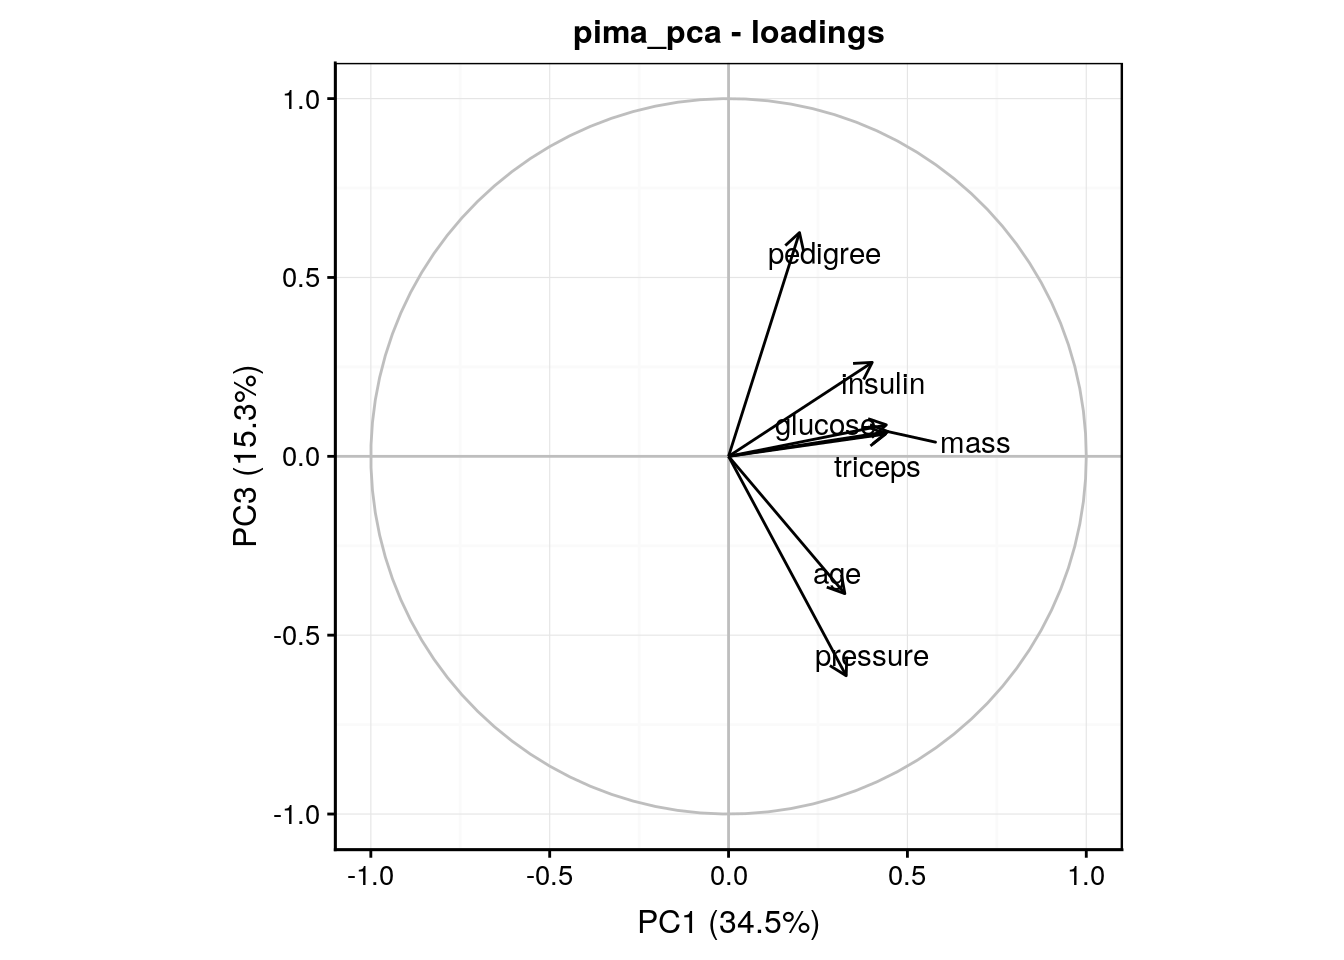 pima_pca - loadings
1.0
0.5
0.0
-0.5
-1.0
PC3 (15.3%)
pedigree
insulin
glucose
mass
triceps
age
pressure
-1.0
-0.5
0.0
0.5
1.0
PC1 (34.5%)